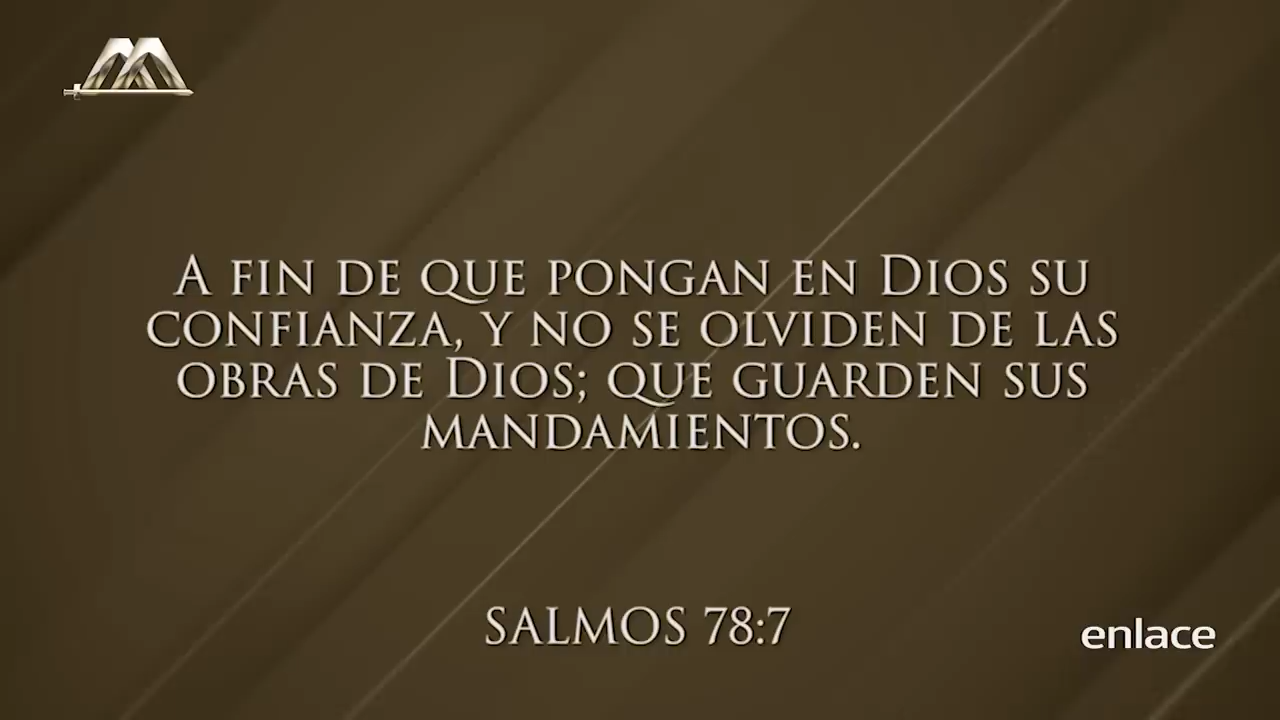 A FIN DE QUE PONGAN EN DIOS SU
CONFIANZA, Y NO SE OLVIDEN DE LAS
OBRAS DE DIOS; QUE GUARDEN SUS
MANDAMIENTOS.
SALMOS 78:7
enlace